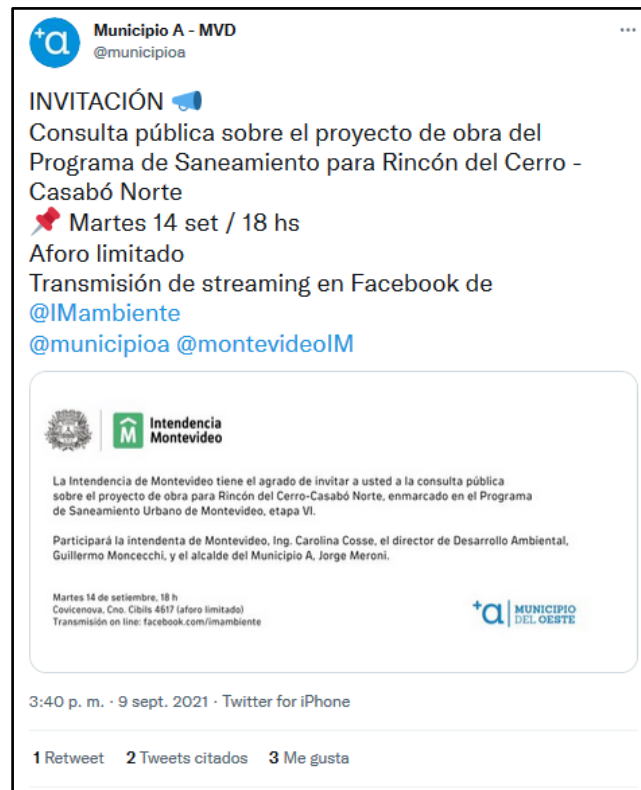 +a
Municipio A - MVD
@municipioa
INVITACIÓN 📣
Consulta pública sobre el proyecto de obra del
Programa de Saneamiento para Rincón del Cerro -
Casabó Norte
📌 Martes 14 set / 18 hs
Aforo limitado
Transmisión de streaming en Facebook de
@IMambiente
@municipioa @montevideoIM
M
Intendencia
Montevideo
La Intendencia de Montevideo tiene el agrado de invitar a usted a la consulta pública
sobre el proyecto de obra para Rincón del Cerro-Casabó Norte, enmarcado en el Programa
de Saneamiento Urbano de Montevideo, etapa VI.
Participará la intendenta de Montevideo, Ing. Carolina Cosse, el director de Desarrollo Ambiental,
Guillermo Moncecchi, y el alcalde del Municipio A, Jorge Meroni.
Martes 14 de setiembre, 18 h
Covicenova, Cno. Cibils 4617 (aforo limitado)
Transmisión on line: facebook.com/imambiente
+a
MUNICIPIO
DEL OESTE
3:40 p. m. · 9 sept. 2021 · Twitter for iPhone
1 Retweet 2 Tweets citados 3 Me gusta